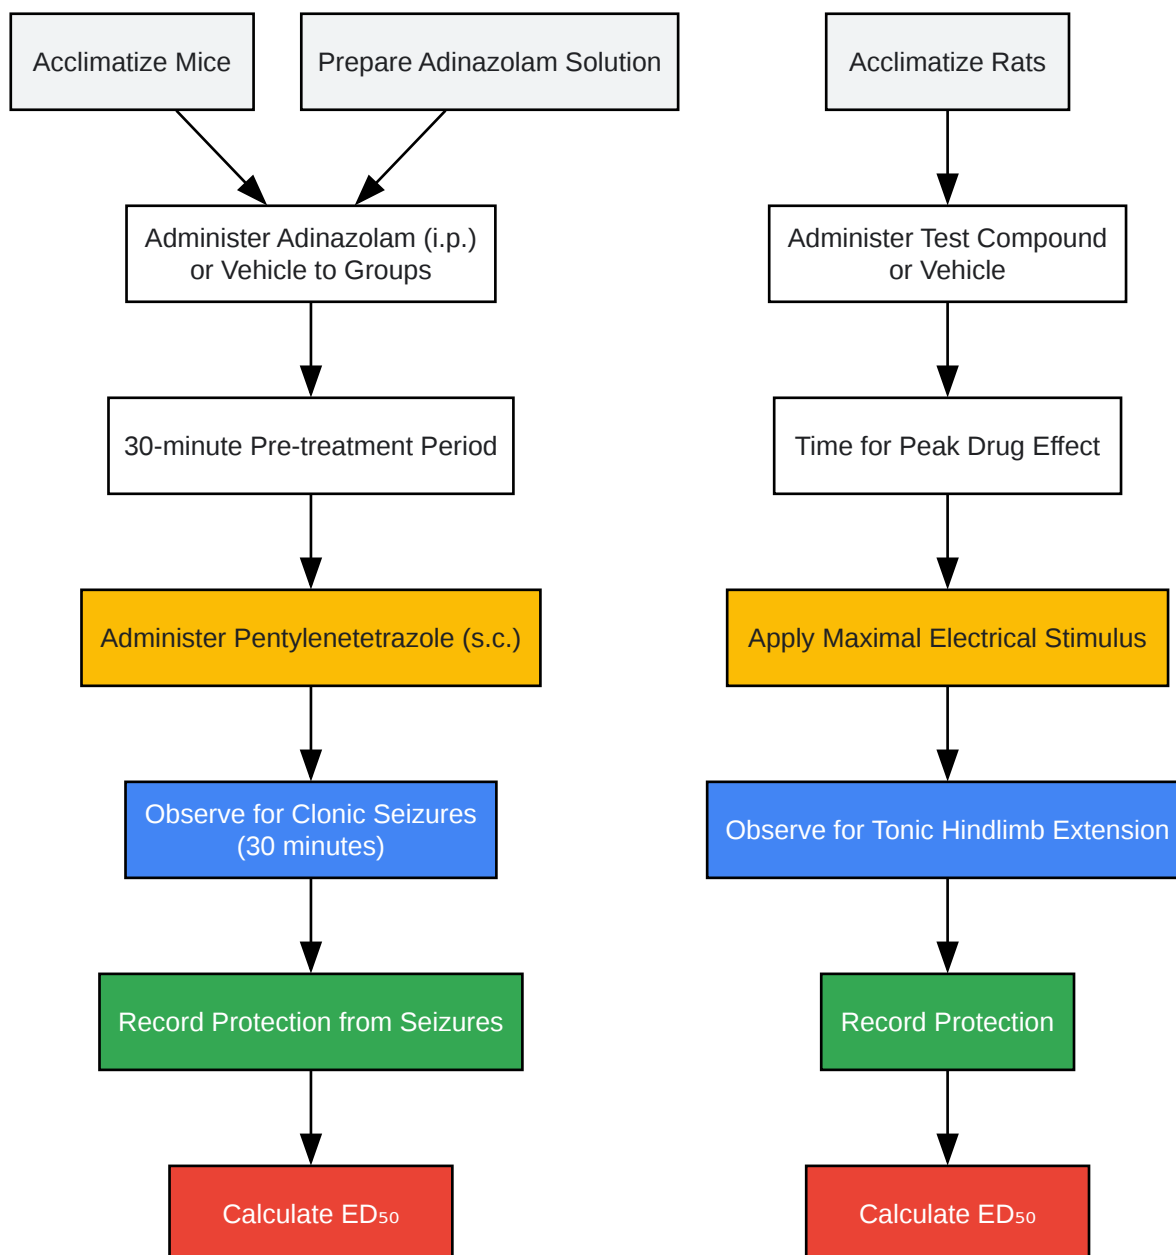 Acclimatize Mice
Prepare Adinazolam Solution
Administer Adinazolam (i.p.)
or Vehicle to Groups
30-minute Pre-treatment Period
Administer Pentylenetetrazole (s.c.)
Observe for Clonic Seizures
(30 minutes)
Record Protection from Seizures
Calculate ED₅₀
Acclimatize Rats
Administer Test Compound
or Vehicle
Time for Peak Drug Effect
Apply Maximal Electrical Stimulus
Observe for Tonic Hindlimb Extension
Record Protection
Calculate ED₅₀